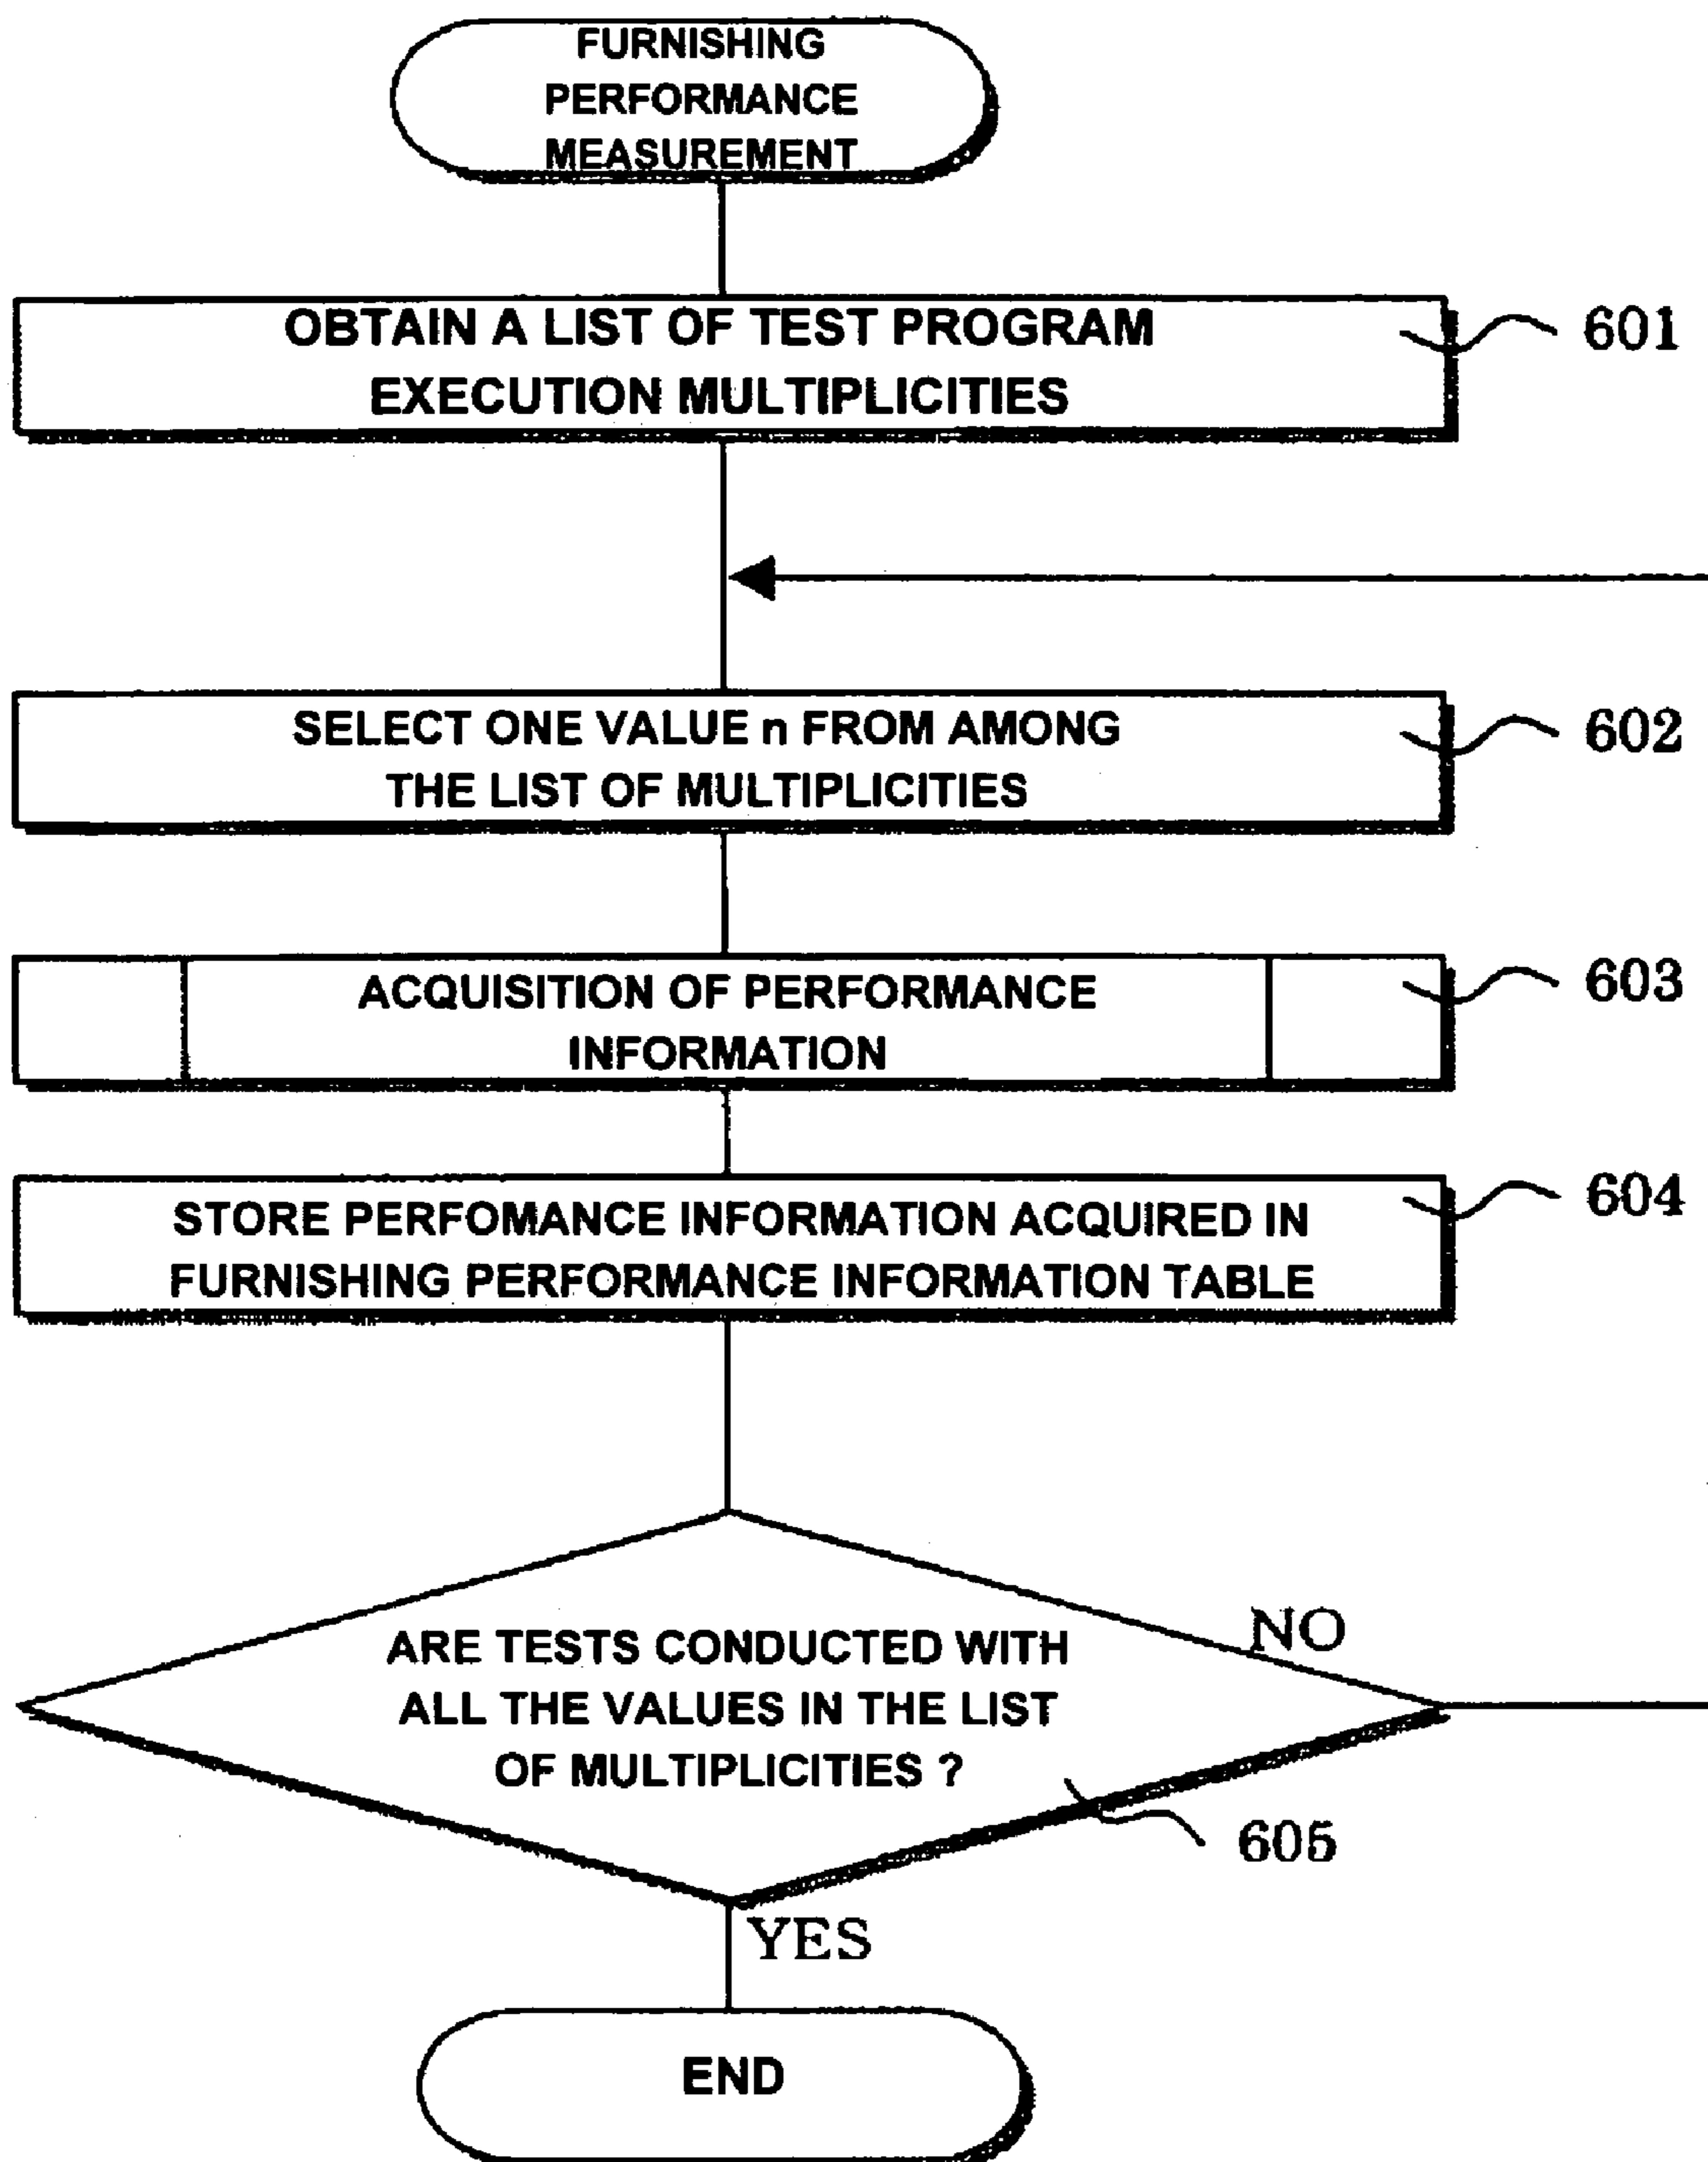 FURNISHING
PERFORMANCE
MEASUREMENT
OBTAIN A LIST OF TEST PROGRAM
EXECUTION MULTIPLICITIES
601
SELECT ONE VALUE n FROM AMONG
THE LIST OF MULTIPLICITIES
602
ACQUISITION OF PERFORMANCE
INFORMATION
603
STORE PERFOMANCE INFORMATION ACQUIRED IN
FURNISHING PERFORMANCE INFORMATION TABLE
604
ARE TESTS CONDUCTED WITH
ALL THE VALUES IN THE LIST
OF MULTIPLICITIES ?
NO
605
YES
END